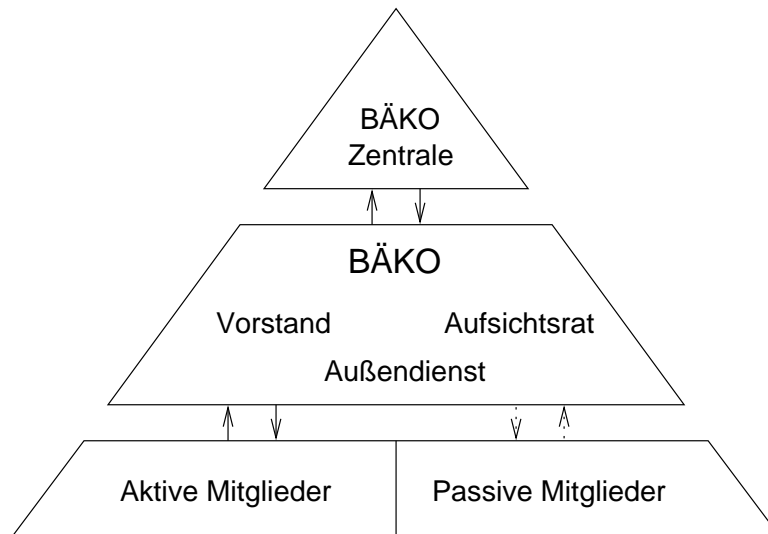 BÄKO
Zentrale
BÄKO
Vorstand Aufsichtsrat
Außendienst
Aktive Mitglieder Passive Mitglieder